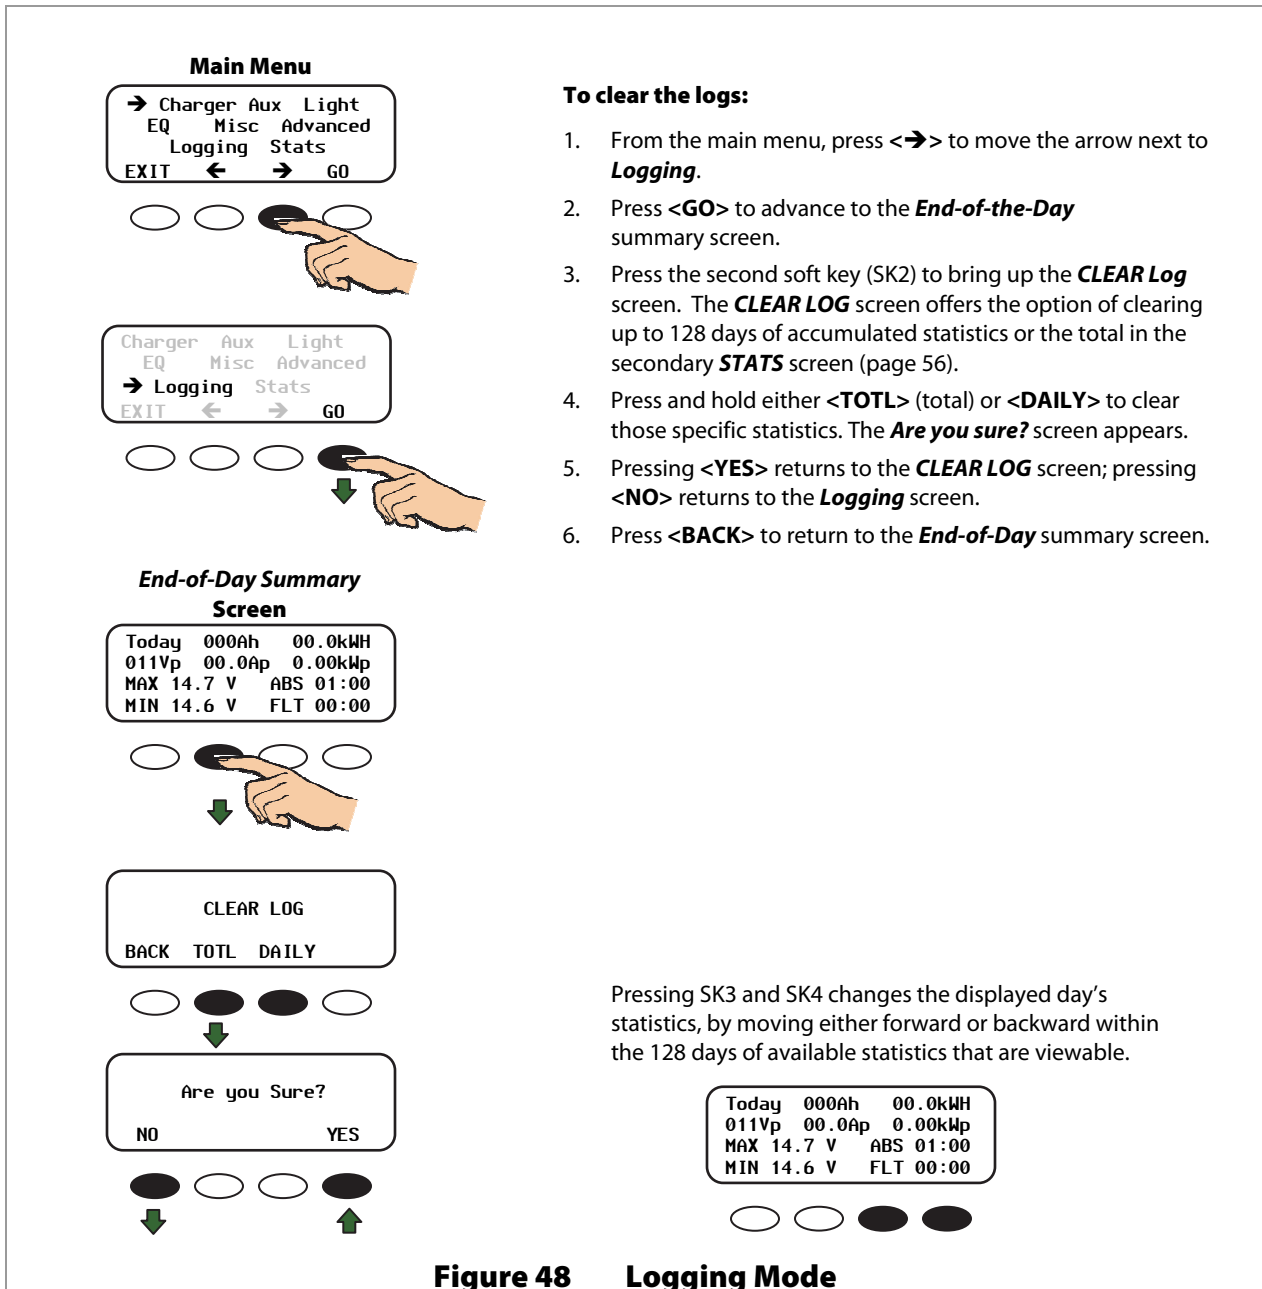 Main Menu
➔ Charger Aux Light
EQ Misc Advanced
Logging Stats
EXIT ← → GO
Charger Aux Light
EQ Misc Advanced
➔ Logging Stats
EXIT ← → GO
End-of-Day Summary
Screen
Today 000Ah 00.0kWH
011Vp 00.0Ap 0.00kWp
MAX 14.7 V ABS 01:00
MIN 14.6 V FLT 00:00
CLEAR LOG
BACK TOTL DAILY
Are you Sure?
NO YES
To clear the logs:
1. From the main menu, press <➔> to move the arrow next to
Logging.
2. Press <GO> to advance to the End-of-the-Day
summary screen.
3. Press the second soft key (SK2) to bring up the CLEAR Log
screen. The CLEAR LOG screen offers the option of clearing
up to 128 days of accumulated statistics or the total in the
secondary STATS screen (page 56).
4. Press and hold either <TOTL> (total) or <DAILY> to clear
those specific statistics. The Are you sure? screen appears.
5. Pressing <YES> returns to the CLEAR LOG screen; pressing
<NO> returns to the Logging screen.
6. Press <BACK> to return to the End-of-Day summary screen.
Pressing SK3 and SK4 changes the displayed day's
statistics, by moving either forward or backward within
the 128 days of available statistics that are viewable.
Today 000Ah 00.0kWH
011Vp 00.0Ap 0.00kWp
MAX 14.7 V ABS 01:00
MIN 14.6 V FLT 00:00
Figure 48 Logging Mode